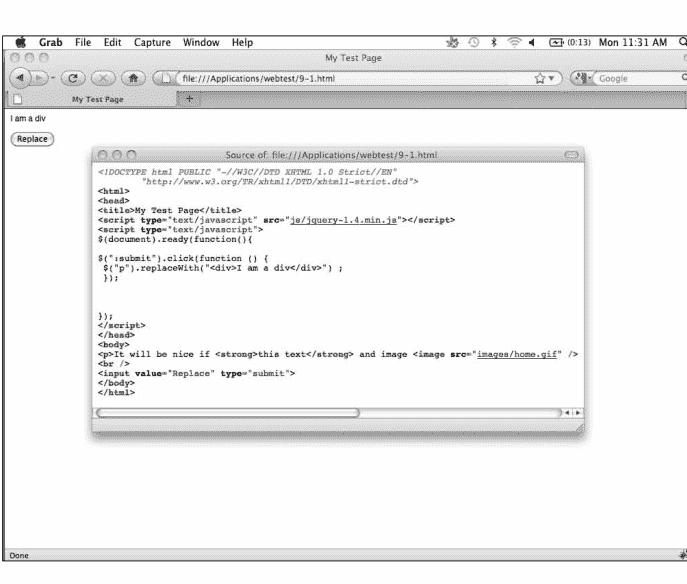 Grab File Edit Capture Window Help (0:13) Mon 11:31 AM
My Test Page
file:///Applications/webtest/9-1.html Google
My Test Page +
I am a div
Replace
Source of: file:///Applications/webtest/9-1.html
<!DOCTYPE html PUBLIC "-//W3C//DTD XHTML 1.0 Strict//EN"
"http://www.w3.org/TR/xhtml1/DTD/xhtml1-strict.dtd">
<html>
<head>
<title>My Test Page</title>
<script type="text/javascript" src="js/jquery-1.4.min.js"></script>
<script type="text/javascript">
$(document).ready(function(){
$(":submit").click(function () {
$("p").replaceWith("<div>I am a div</div>") ;
});
});
</script>
</head>
<body>
<p>It will be nice if <strong>this text</strong> and image <image src="images/home.gif" />
<br />
<input value="Replace" type="submit">
</body>
</html>
Done